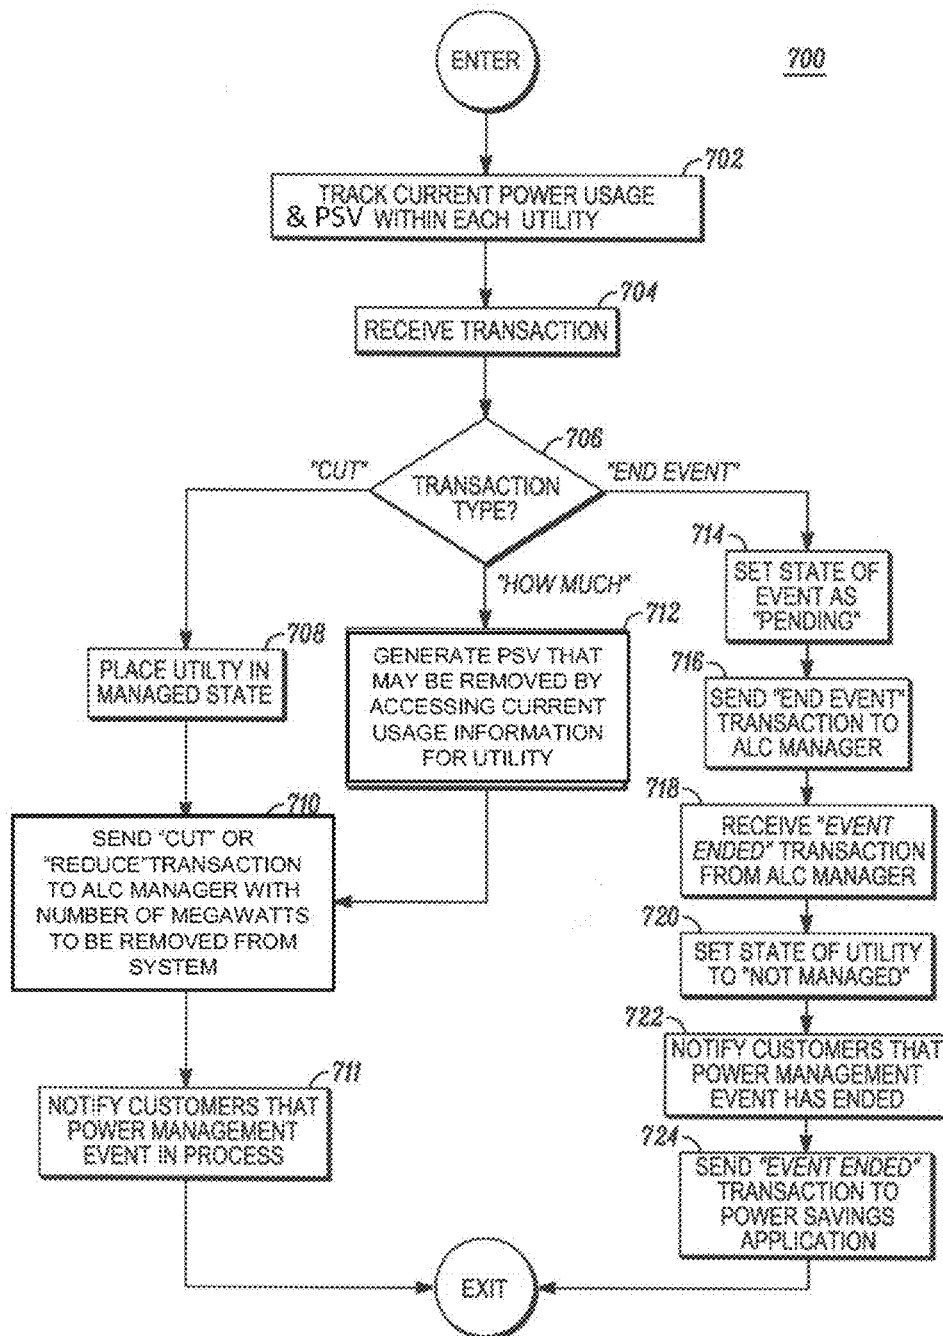 ENTER
700
702
TRACK CURRENT POWER USAGE
& PSV WITHIN EACH UTILITY
704
RECEIVE TRANSACTION
706
TRANSACTION
TYPE?
"CUT"
"END EVENT"
"HOW MUCH"
708
PLACE UTILTY IN
MANAGED STATE
712
GENERATE PSV THAT
MAY BE REMOVED BY
ACCESSING CURRENT
USAGE INFORMATION
FOR UTILITY
710
SEND "CUT" OR
"REDUCE"TRANSACTION
TO ALC MANAGER WITH
NUMBER OF MEGAWATTS
TO BE REMOVED FROM
SYSTEM
711
NOTIFY CUSTOMERS THAT
POWER MANAGEMENT
EVENT IN PROCESS
714
SET STATE OF
EVENT AS
"PENDING"
716
SEND "END EVENT"
TRANSACTION TO
ALC MANAGER
718
RECEIVE "EVENT
ENDED" TRANSACTION
FROM ALC MANAGER
720
SET STATE OF UTILITY
TO "NOT MANAGED"
722
NOTIFY CUSTOMERS THAT
POWER MANAGEMENT
EVENT HAS ENDED
724
SEND "EVENT ENDED"
TRANSACTION TO
POWER SAVINGS
APPLICATION
EXIT